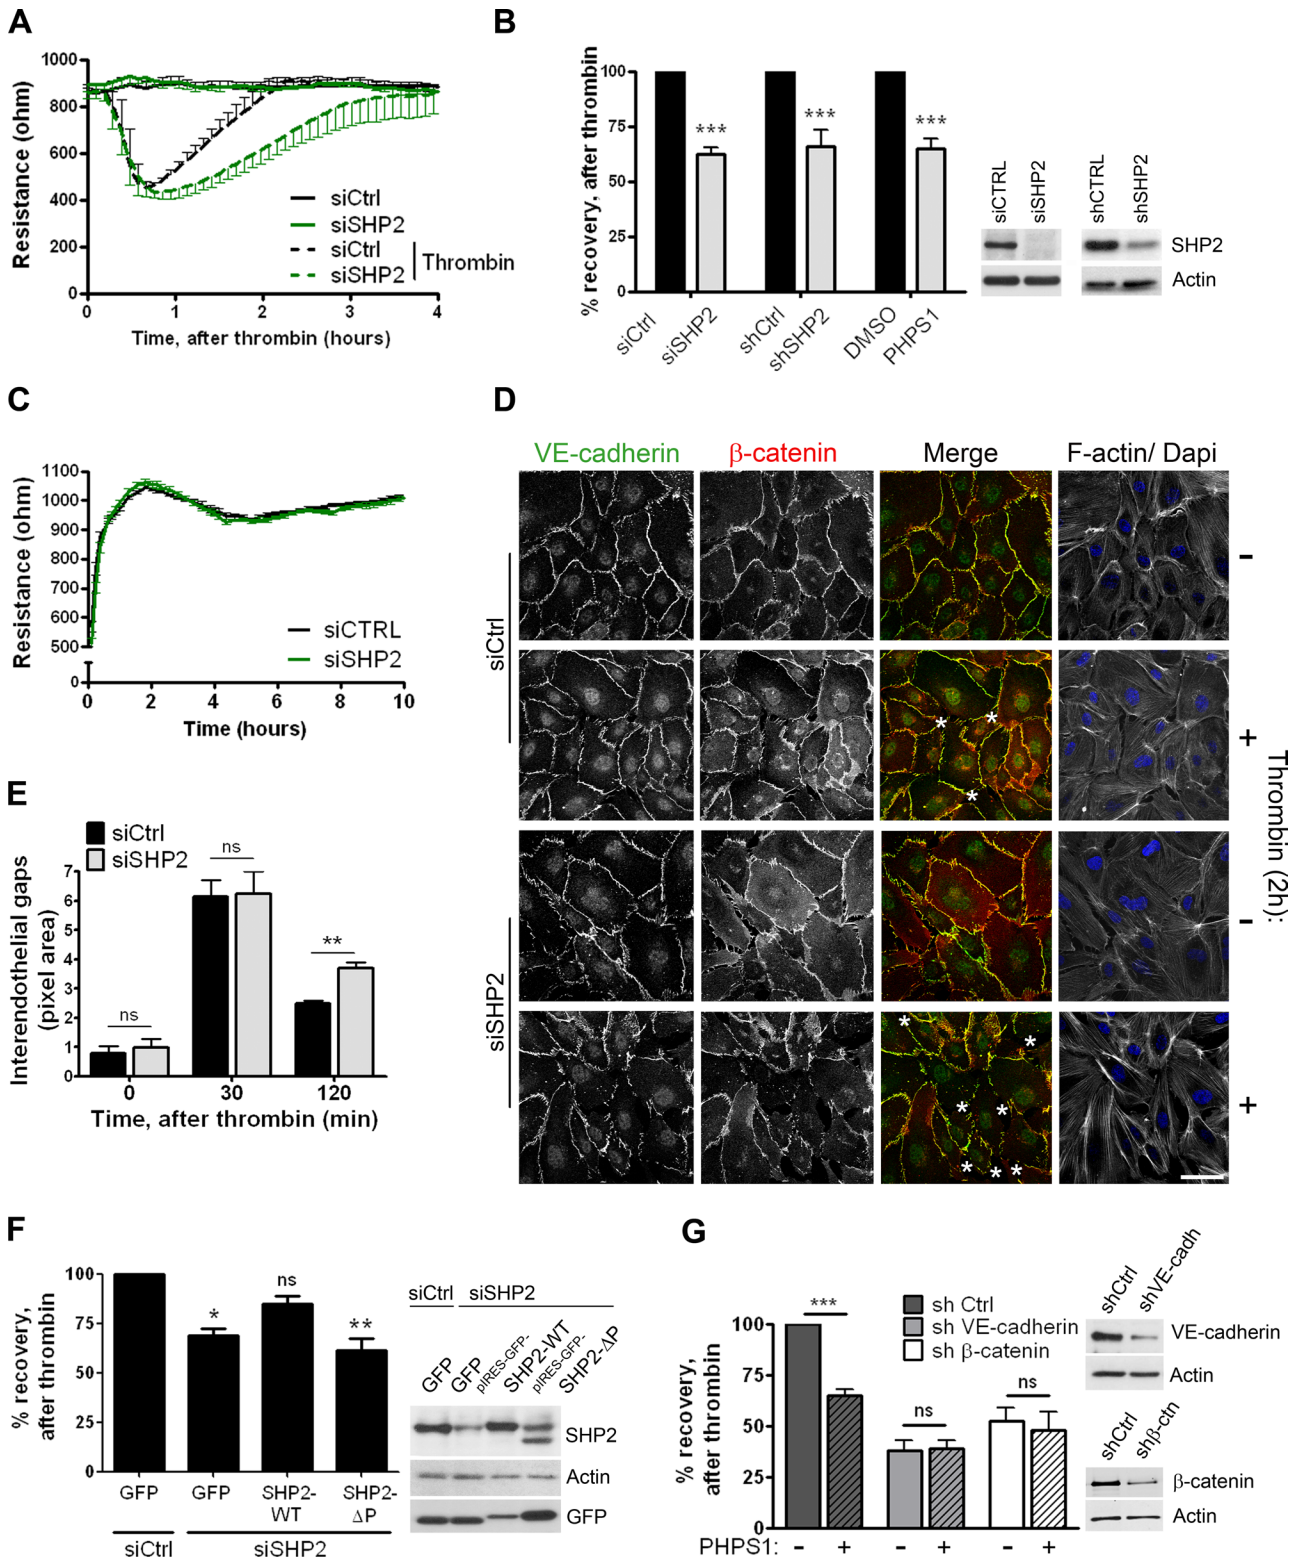 A
1000
800
600
400
200
0
Resistance (ohm)
siCtrl
siSHP2
siCtrl
siSHP2
Thrombin
0 1 2 3 4
Time, after thrombin (hours)
B
% recovery, after thrombin
100
75
50
25
0
*** *** ***
siCtrl siSHP2 shCtrl shSHP2 DMSO PHPS1
siCTRL siSHP2 shCTRL shSHP2
SHP2
Actin
C
Resistance (ohm)
1100
1000
900
800
700
600
500
0
siCTRL
siSHP2
0 2 4 6 8 10
Time (hours)
D
VE-cadherin β-catenin Merge F-actin/ Dapi
siCtrl
siSHP2
-
* * *
+
-
* * * * * * *
+
Thrombin (2h):
E
siCtrl
siSHP2
Interendothelial gaps
(pixel area)
7
6
5
4
3
2
1
0
ns ns **
0 30 120
Time, after thrombin (min)
F
% recovery,
after thrombin
100
75
50
25
0
* ns **
GFP GFP SHP2-WT SHP2-ΔP
siCtrl siSHP2
siCtrl siSHP2
GFP GFP pIRES-GFP-SHP2-WT pIRES-GFP-SHP2-ΔP
SHP2
Actin
GFP
G
sh Ctrl
sh VE-cadherin
sh β-catenin
% recovery,
after thrombin
100
75
50
25
0
*** ns ns
PHPS1: - + - + - +
shCtrl shVE-cadh
VE-cadherin
Actin
shCtrl shβ-ctn
β-catenin
Actin